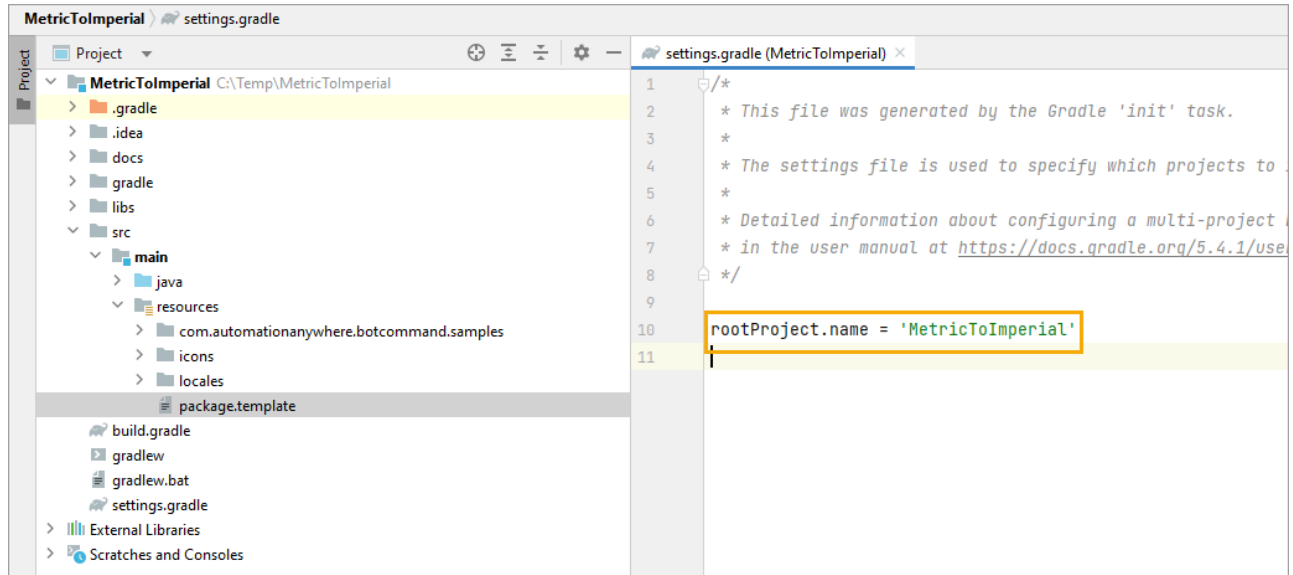 MetricToImperial settings.gradle
Project
Project
MetricToImperial C:\Temp\MetricToImperial
.gradle
.idea
docs
gradle
libs
src
main
java
resources
com.automationanywhere.botcommand.samples
icons
locales
package.template
build.gradle
gradlew
gradlew.bat
settings.gradle
External Libraries
Scratches and Consoles
settings.gradle (MetricToImperial)
1 /*
2 * This file was generated by the Gradle 'init' task.
3 *
4 * The settings file is used to specify which projects to
5 *
6 * Detailed information about configuring a multi-project
7 * in the user manual at https://docs.gradle.org/5.4.1/use
8 */
9
10 rootProject.name = 'MetricToImperial'
11